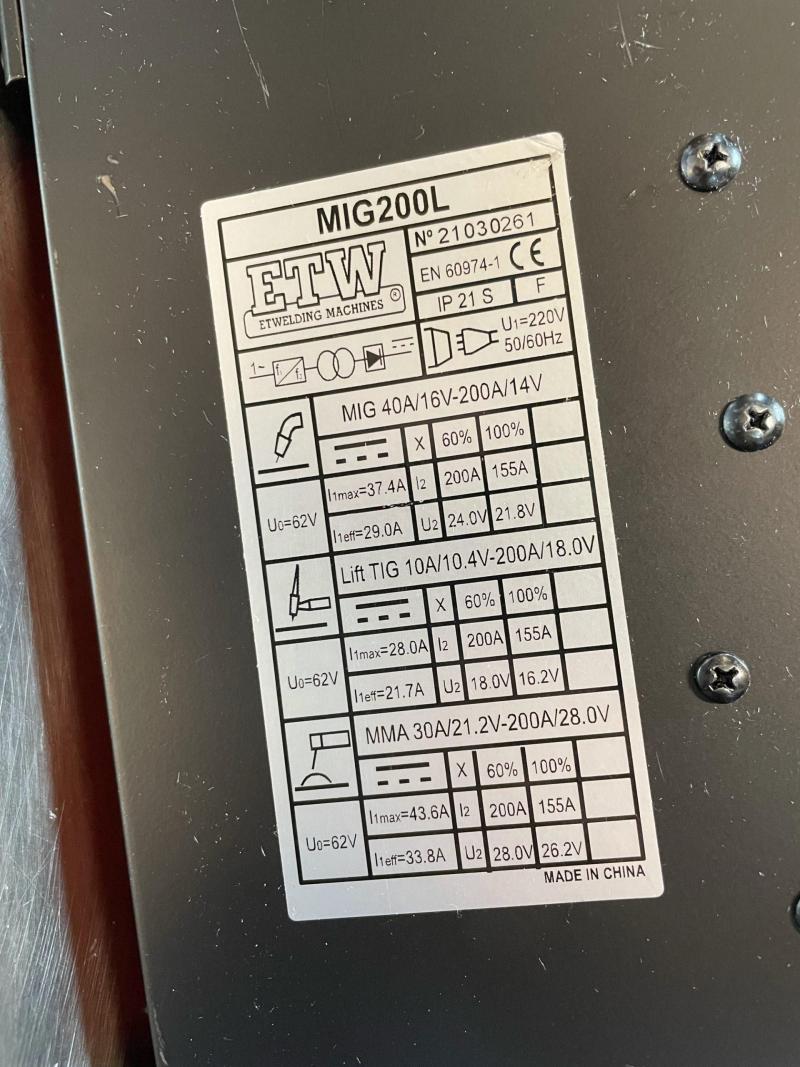 MIG200L
ETW
ETWELDING MACHINES ®
Nº 21030261
EN 60974-1 CE
IP 21 S F
1~ f1 f2
U1=220V
50/60Hz
MIG 40A/16V-200A/14V
X 60% 100%
U0=62V
I1max=37.4A I2 200A 155A
I1eff=29.0A U2 24.0V 21.8V
Lift TIG 10A/10.4V-200A/18.0V
X 60% 100%
U0=62V
I1max=28.0A I2 200A 155A
I1eff=21.7A U2 18.0V 16.2V
MMA 30A/21.2V-200A/28.0V
X 60% 100%
U0=62V
I1max=43.6A I2 200A 155A
I1eff=33.8A U2 28.0V 26.2V
MADE IN CHINA